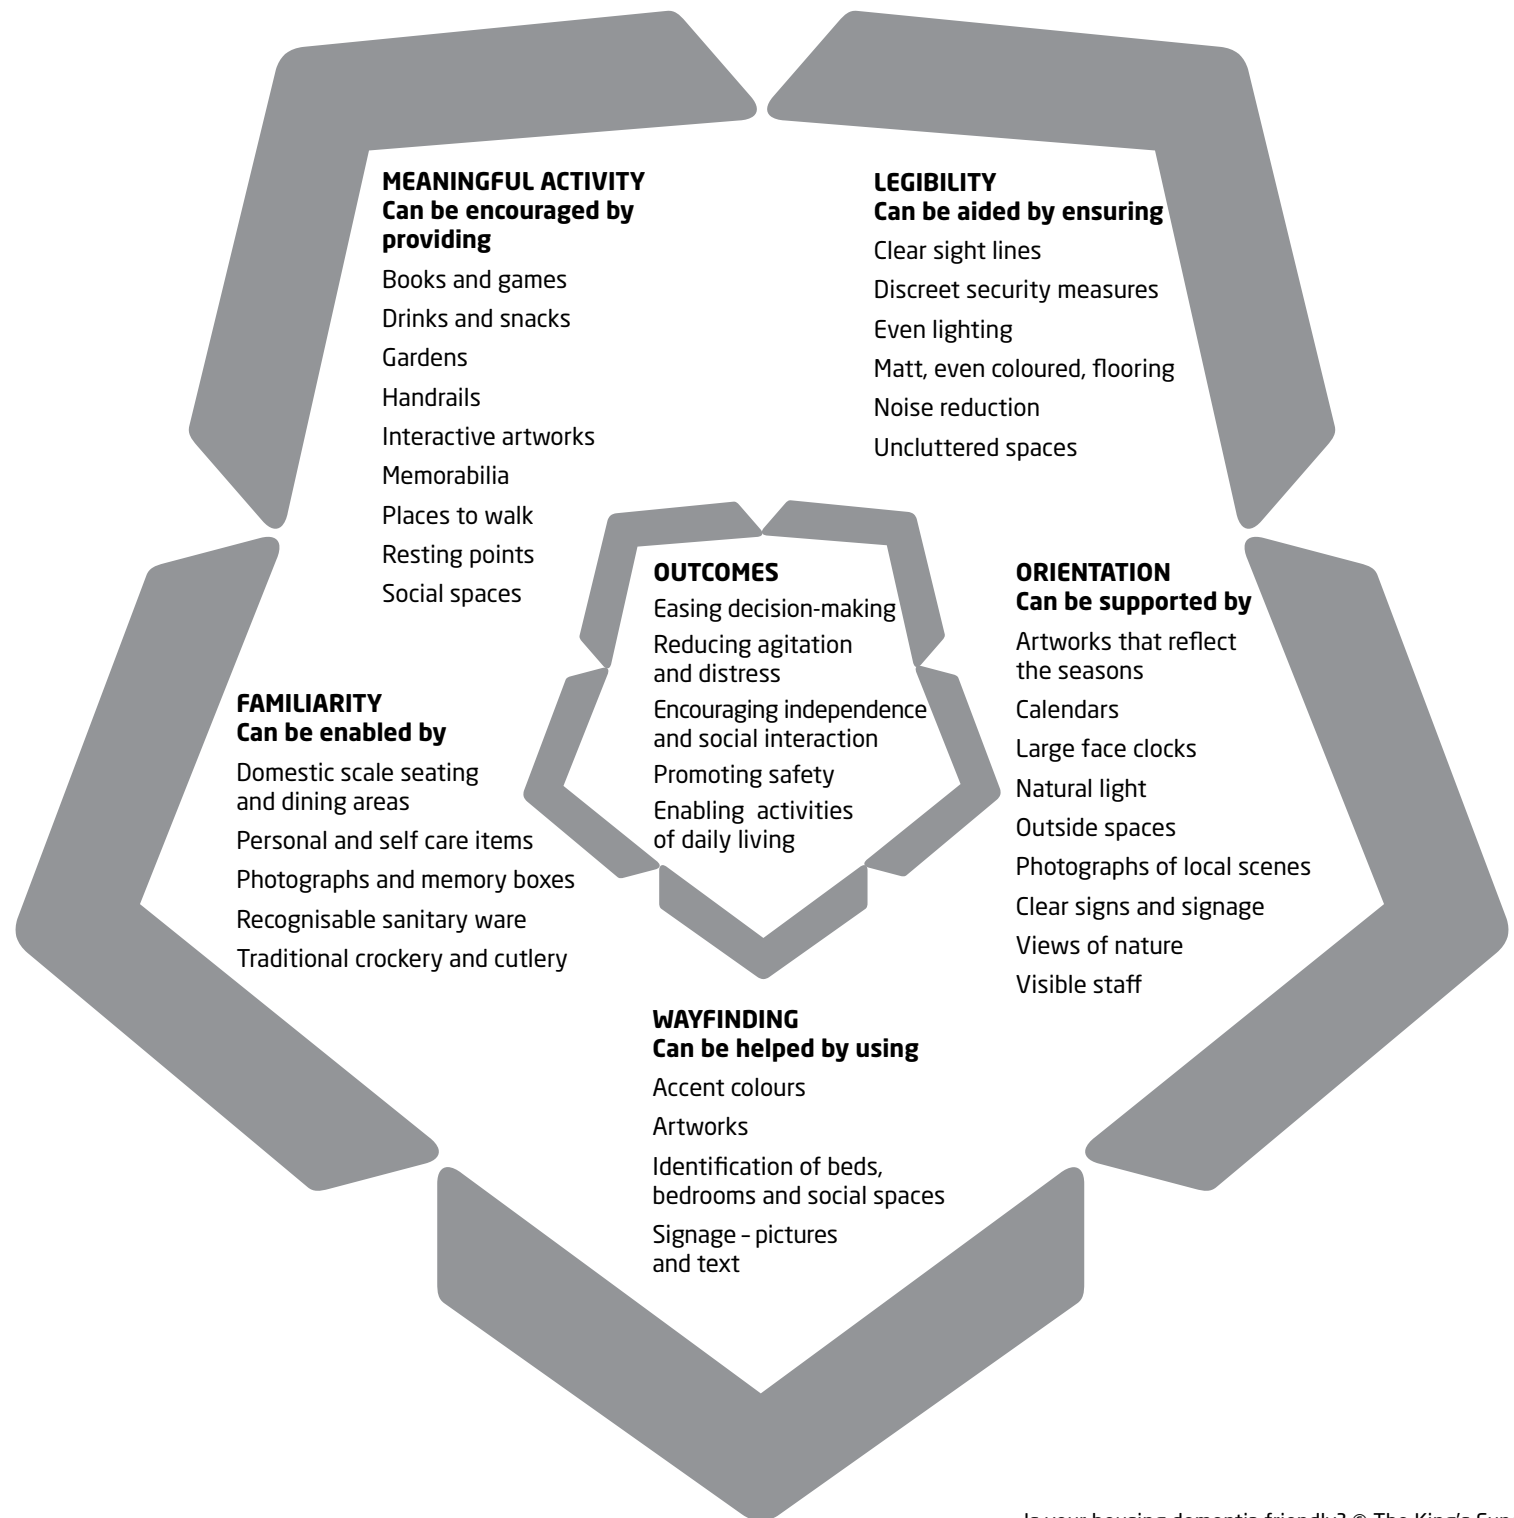 MEANINGFUL ACTIVITY
Can be encouraged by
providing
Books and games
Drinks and snacks
Gardens
Handrails
Interactive artworks
Memorabilia
Places to walk
Resting points
Social spaces
LEGIBILITY
Can be aided by ensuring
Clear sight lines
Discreet security measures
Even lighting
Matt, even coloured, flooring
Noise reduction
Uncluttered spaces
OUTCOMES
Easing decision-making
Reducing agitation
and distress
Encouraging independence
and social interaction
Promoting safety
Enabling activities
of daily living
ORIENTATION
Can be supported by
Artworks that reflect
the seasons
Calendars
Large face clocks
Natural light
Outside spaces
Photographs of local scenes
Clear signs and signage
Views of nature
Visible staff
FAMILIARITY
Can be enabled by
Domestic scale seating
and dining areas
Personal and self care items
Photographs and memory boxes
Recognisable sanitary ware
Traditional crockery and cutlery
WAYFINDING
Can be helped by using
Accent colours
Artworks
Identification of beds,
bedrooms and social spaces
Signage – pictures
and text
Is your housing dementia friendly? © The King's